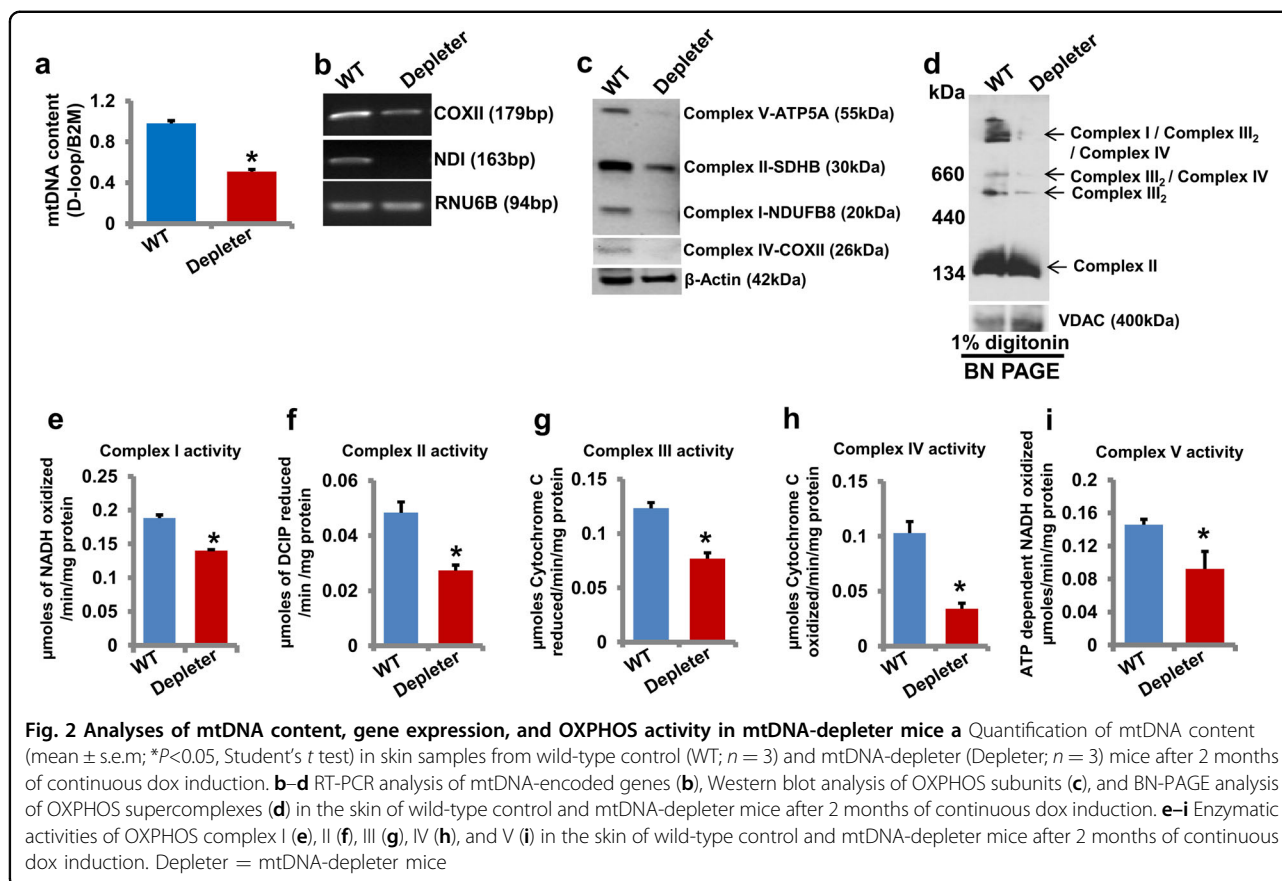 a
mtDNA content
(D-loop/B2M)
1.2
0.8
0.4
0
*
WT
Depleter
b
WT
Depleter
COXII (179bp)
NDI (163bp)
RNU6B (94bp)
c
WT
Depleter
Complex V-ATP5A (55kDa)
Complex II-SDHB (30kDa)
Complex I-NDUFB8 (20kDa)
Complex IV-COXII (26kDa)
β-Actin (42kDa)
d
WT
Depleter
kDa
660
440
134
Complex I / Complex III₂
/ Complex IV
Complex III₂ / Complex IV
Complex III₂
Complex II
VDAC (400kDa)
1% digitonin
BN PAGE
e
Complex I activity
µmoles of NADH oxidized
/min/mg protein
0.2
0.15
0.10
0.05
0
*
WT
Depleter
f
Complex II activity
µmoles of DCIP reduced
/min /mg protein
0.06
0.04
0.02
0
*
WT
Depleter
g
Complex III activity
µmoles Cytochrome C
reduced/min/mg protein
0.15
0.1
0.05
0
*
WT
Depleter
h
Complex IV activity
µmoles Cytochrome C
oxidized/min/mg protein
0.15
0.1
0.05
0
*
WT
Depleter
i
Complex V activity
ATP dependent NADH oxidized
µmoles/min/mg protein
0.2
0.16
0.12
0.08
0.04
0
*
WT
Depleter
Fig. 2 Analyses of mtDNA content, gene expression, and OXPHOS activity in mtDNA-depleter mice a Quantification of mtDNA content
(mean ± s.e.m; *P<0.05, Student's t test) in skin samples from wild-type control (WT; n = 3) and mtDNA-depleter (Depleter; n = 3) mice after 2 months
of continuous dox induction. b–d RT-PCR analysis of mtDNA-encoded genes (b), Western blot analysis of OXPHOS subunits (c), and BN-PAGE analysis
of OXPHOS supercomplexes (d) in the skin of wild-type control and mtDNA-depleter mice after 2 months of continuous dox induction. e–i Enzymatic
activities of OXPHOS complex I (e), II (f), III (g), IV (h), and V (i) in the skin of wild-type control and mtDNA-depleter mice after 2 months of continuous
dox induction. Depleter = mtDNA-depleter mice